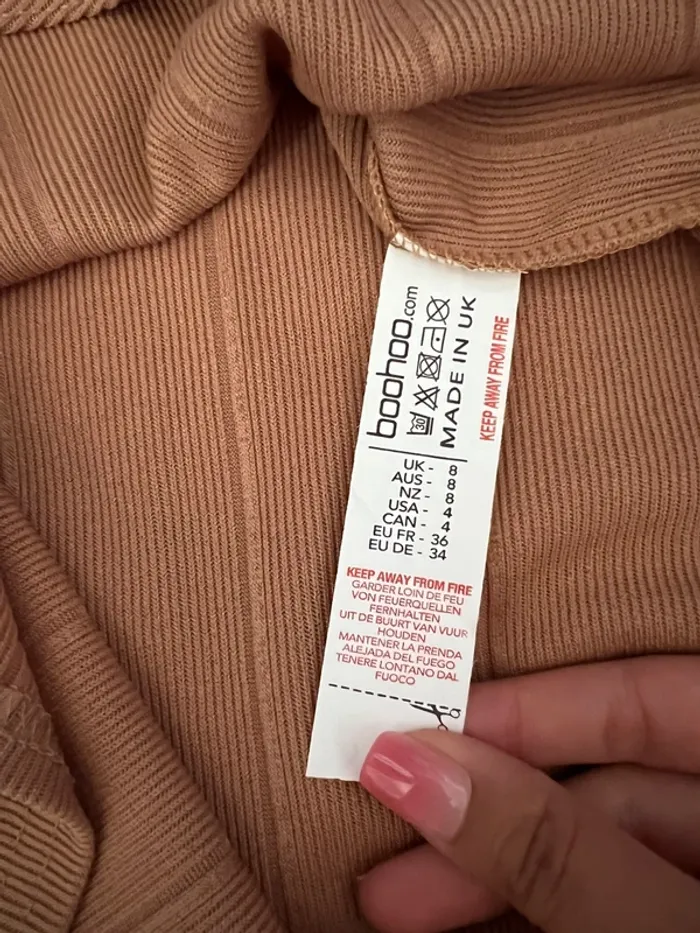 boohoo.com
30
MADE IN UK
KEEP AWAY FROM FIRE
UK - 8
AUS - 8
NZ - 8
USA - 4
CAN - 4
EU FR - 36
EU DE - 34
KEEP AWAY FROM FIRE
GARDER LOIN DE FEU
VON FEUERQUELLEN
FERNHALTEN
UIT DE BUURT VAN VUUR
HOUDEN
MANTENER LA PRENDA
ALEJADA DEL FUEGO
TENERE LONTANO DAL
FUOCO